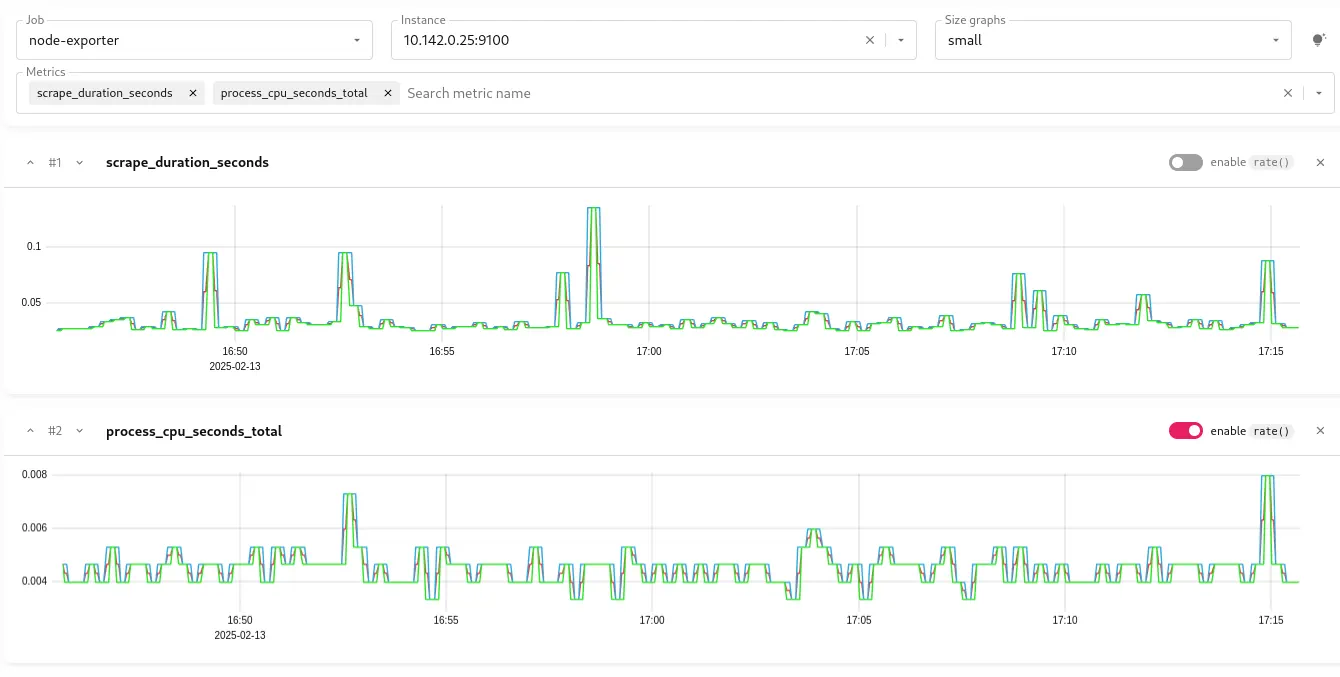 Job Instance Size graphs
node-exporter 10.142.0.25:9100 small
Metrics
scrape_duration_seconds process_cpu_seconds_total Search metric name
#1 scrape_duration_seconds enable rate()
0.1
0.05
16:50 16:55 17:00 17:05 17:10 17:15
2025-02-13
#2 process_cpu_seconds_total enable rate()
0.008
0.006
0.004
16:50 16:55 17:00 17:05 17:10 17:15
2025-02-13